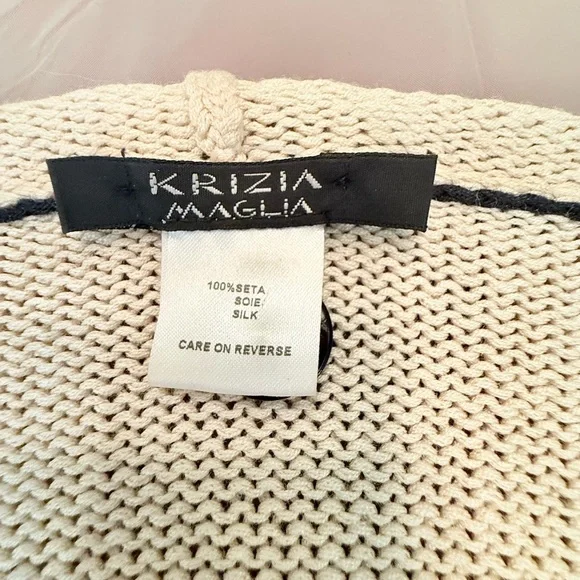 KRIZIA
MAGLIA
100%SETA
SOIE
SILK
CARE ON REVERSE